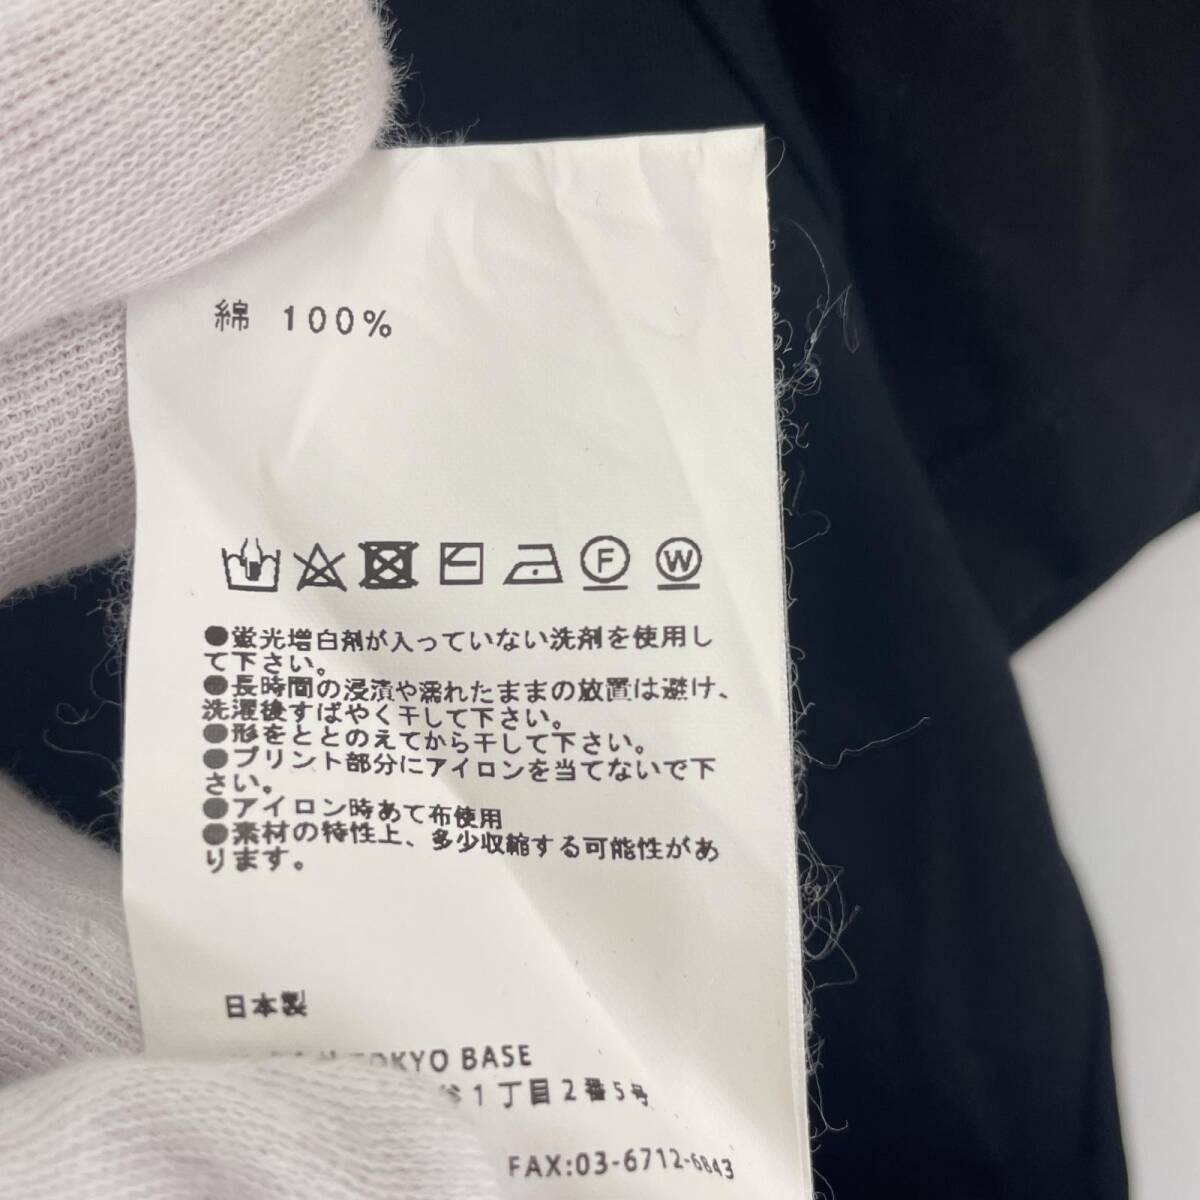 綿 100%
F W
●蛍光増白剤が入っていない洗剤を使用し
て下さい。
●長時間の浸漬や濡れたままの放置は避け、
洗濯後すばやく干して下さい。
●形をととのえてから干して下さい。
●プリント部分にアイロンを当てないで下
さい。
●アイロン時あて布使用
●素材の特性上、多少収縮する可能性があ
ります。
日本製
TOKYO BASE
1丁目2番5号
FAX:03-6712-6843